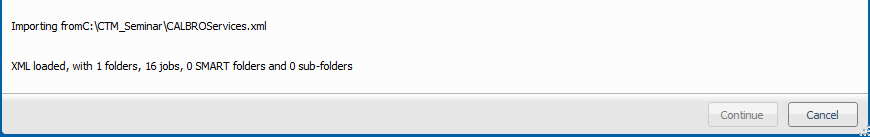 Importing fromC:\CTM_Seminar\CALBROServices.xml
XML loaded, with 1 folders, 16 jobs, 0 SMART folders and 0 sub-folders
Continue Cancel